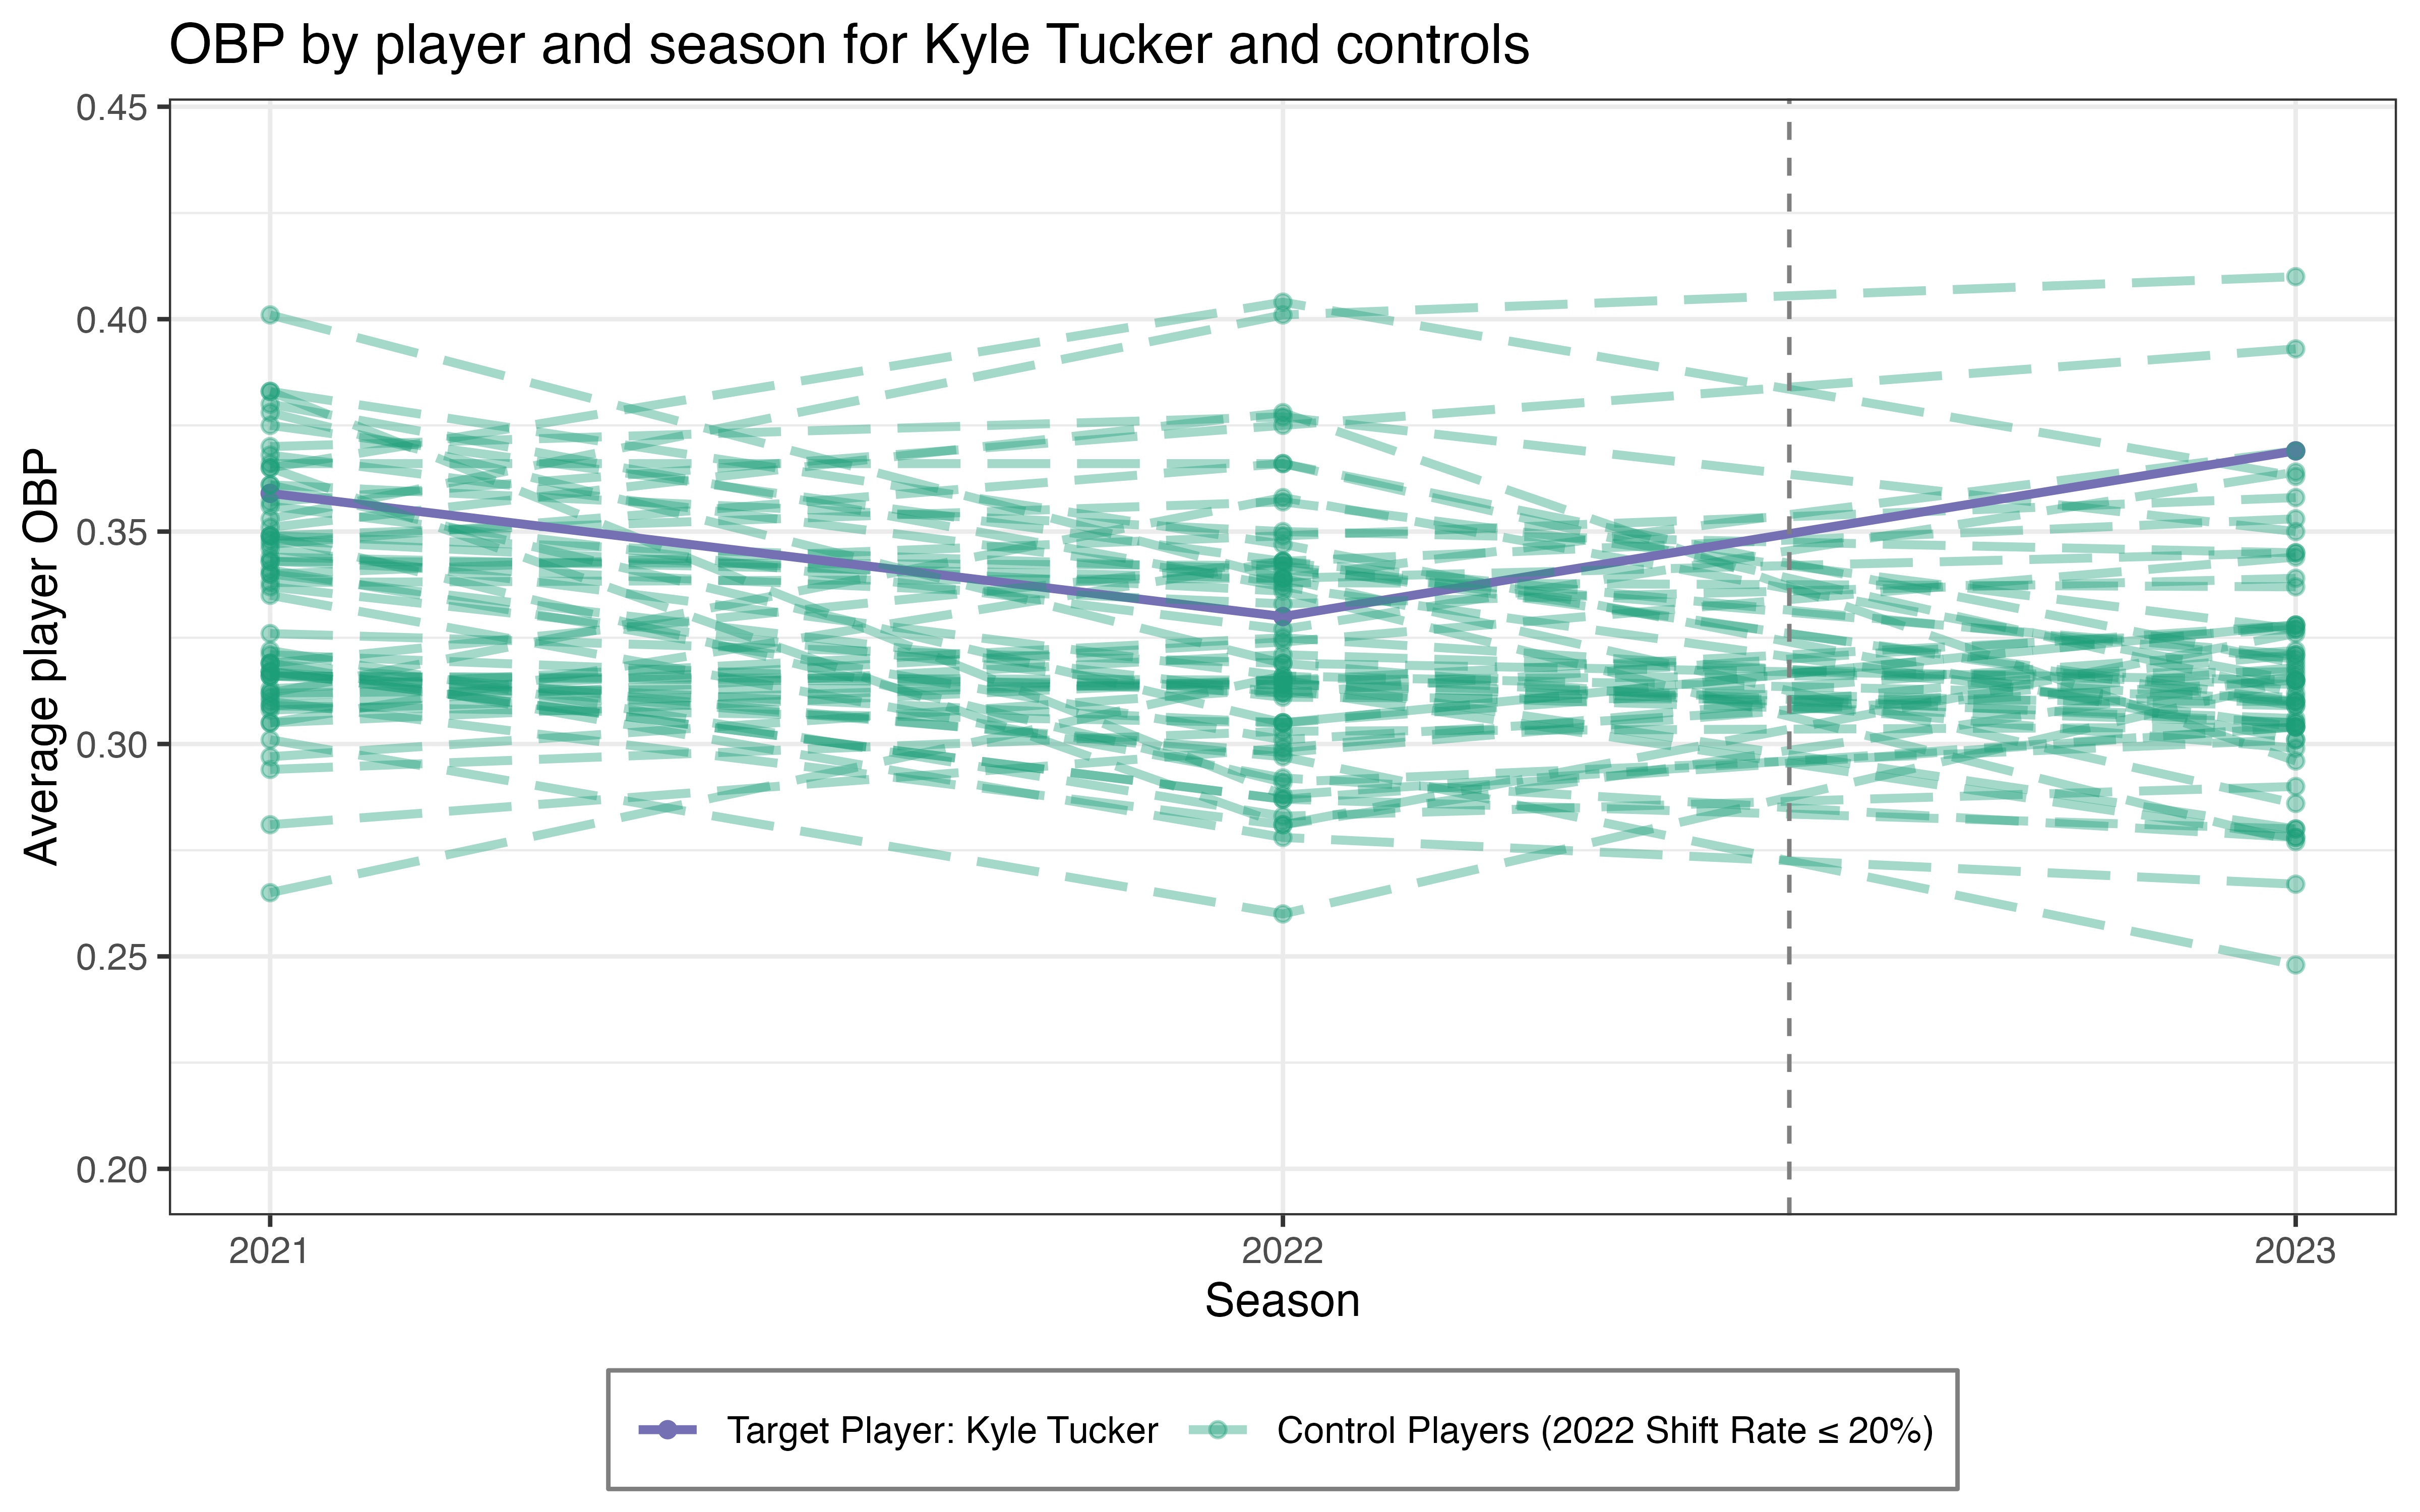 OBP by player and season for Kyle Tucker and controls
Average player OBP
0.45
0.40
0.35
0.30
0.25
0.20
2021 2022 2023
Season
Target Player: Kyle Tucker Control Players (2022 Shift Rate ≤ 20%)